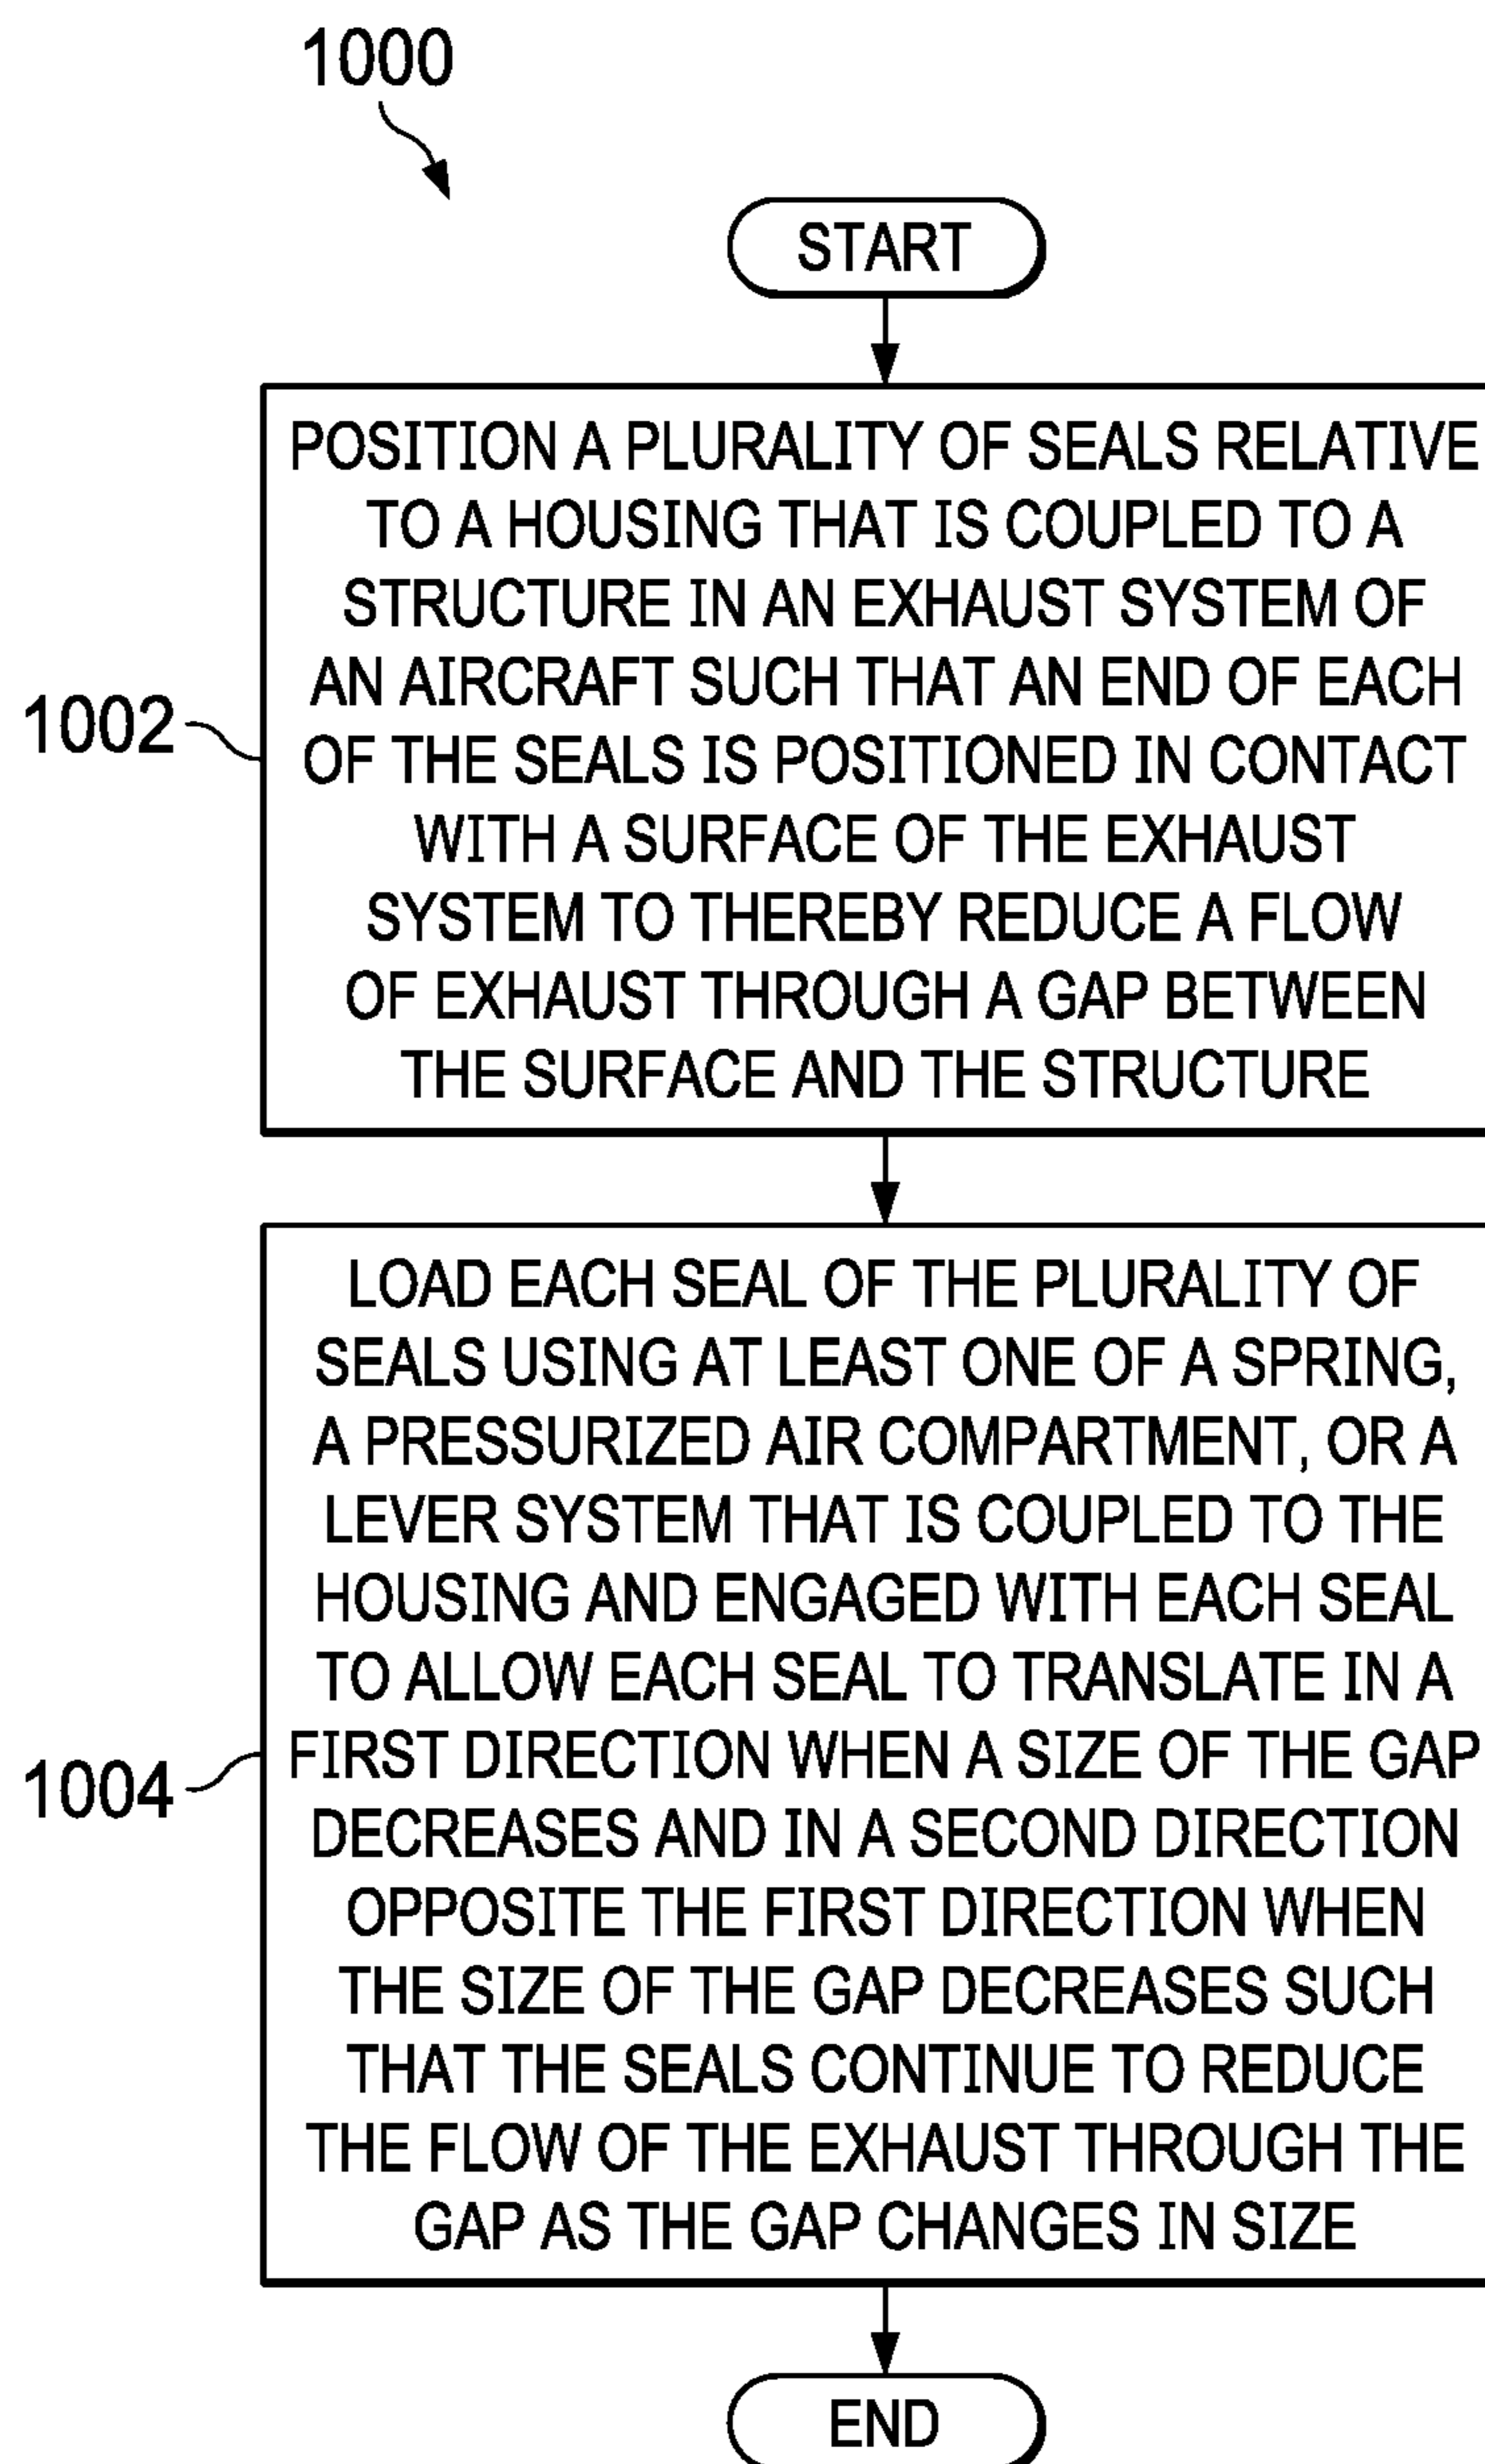 1000
START
POSITION A PLURALITY OF SEALS RELATIVE
TO A HOUSING THAT IS COUPLED TO A
STRUCTURE IN AN EXHAUST SYSTEM OF
AN AIRCRAFT SUCH THAT AN END OF EACH
OF THE SEALS IS POSITIONED IN CONTACT
WITH A SURFACE OF THE EXHAUST
SYSTEM TO THEREBY REDUCE A FLOW
OF EXHAUST THROUGH A GAP BETWEEN
THE SURFACE AND THE STRUCTURE
1002
LOAD EACH SEAL OF THE PLURALITY OF
SEALS USING AT LEAST ONE OF A SPRING,
A PRESSURIZED AIR COMPARTMENT, OR A
LEVER SYSTEM THAT IS COUPLED TO THE
HOUSING AND ENGAGED WITH EACH SEAL
TO ALLOW EACH SEAL TO TRANSLATE IN A
FIRST DIRECTION WHEN A SIZE OF THE GAP
DECREASES AND IN A SECOND DIRECTION
OPPOSITE THE FIRST DIRECTION WHEN
THE SIZE OF THE GAP DECREASES SUCH
THAT THE SEALS CONTINUE TO REDUCE
THE FLOW OF THE EXHAUST THROUGH THE
GAP AS THE GAP CHANGES IN SIZE
1004
END